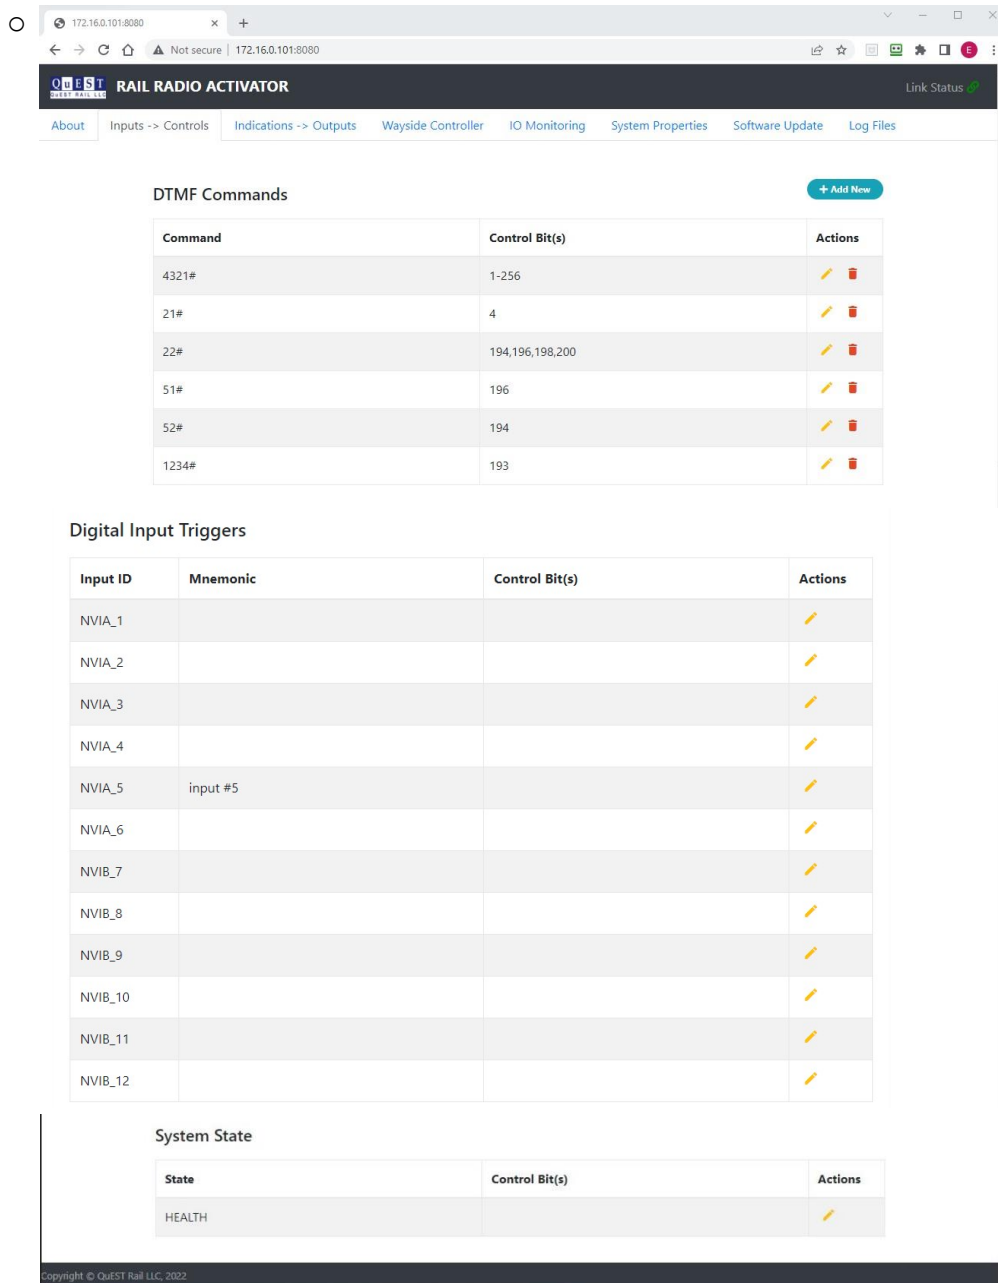 172.16.0.101:8080
Not secure | 172.16.0.101:8080
E
QuEST
QuEST RAIL LLC
RAIL RADIO ACTIVATOR
Link Status
About Inputs -> Controls Indications -> Outputs Wayside Controller IO Monitoring System Properties Software Update Log Files
DTMF Commands
+ Add New
Command Control Bit(s) Actions
4321# 1-256
21# 4
22# 194,196,198,200
51# 196
52# 194
1234# 193
Digital Input Triggers
Input ID Mnemonic Control Bit(s) Actions
NVIA_1
NVIA_2
NVIA_3
NVIA_4
NVIA_5 input #5
NVIA_6
NVIB_7
NVIB_8
NVIB_9
NVIB_10
NVIB_11
NVIB_12
System State
State Control Bit(s) Actions
HEALTH
Copyright © QuEST Rail LLC, 2022